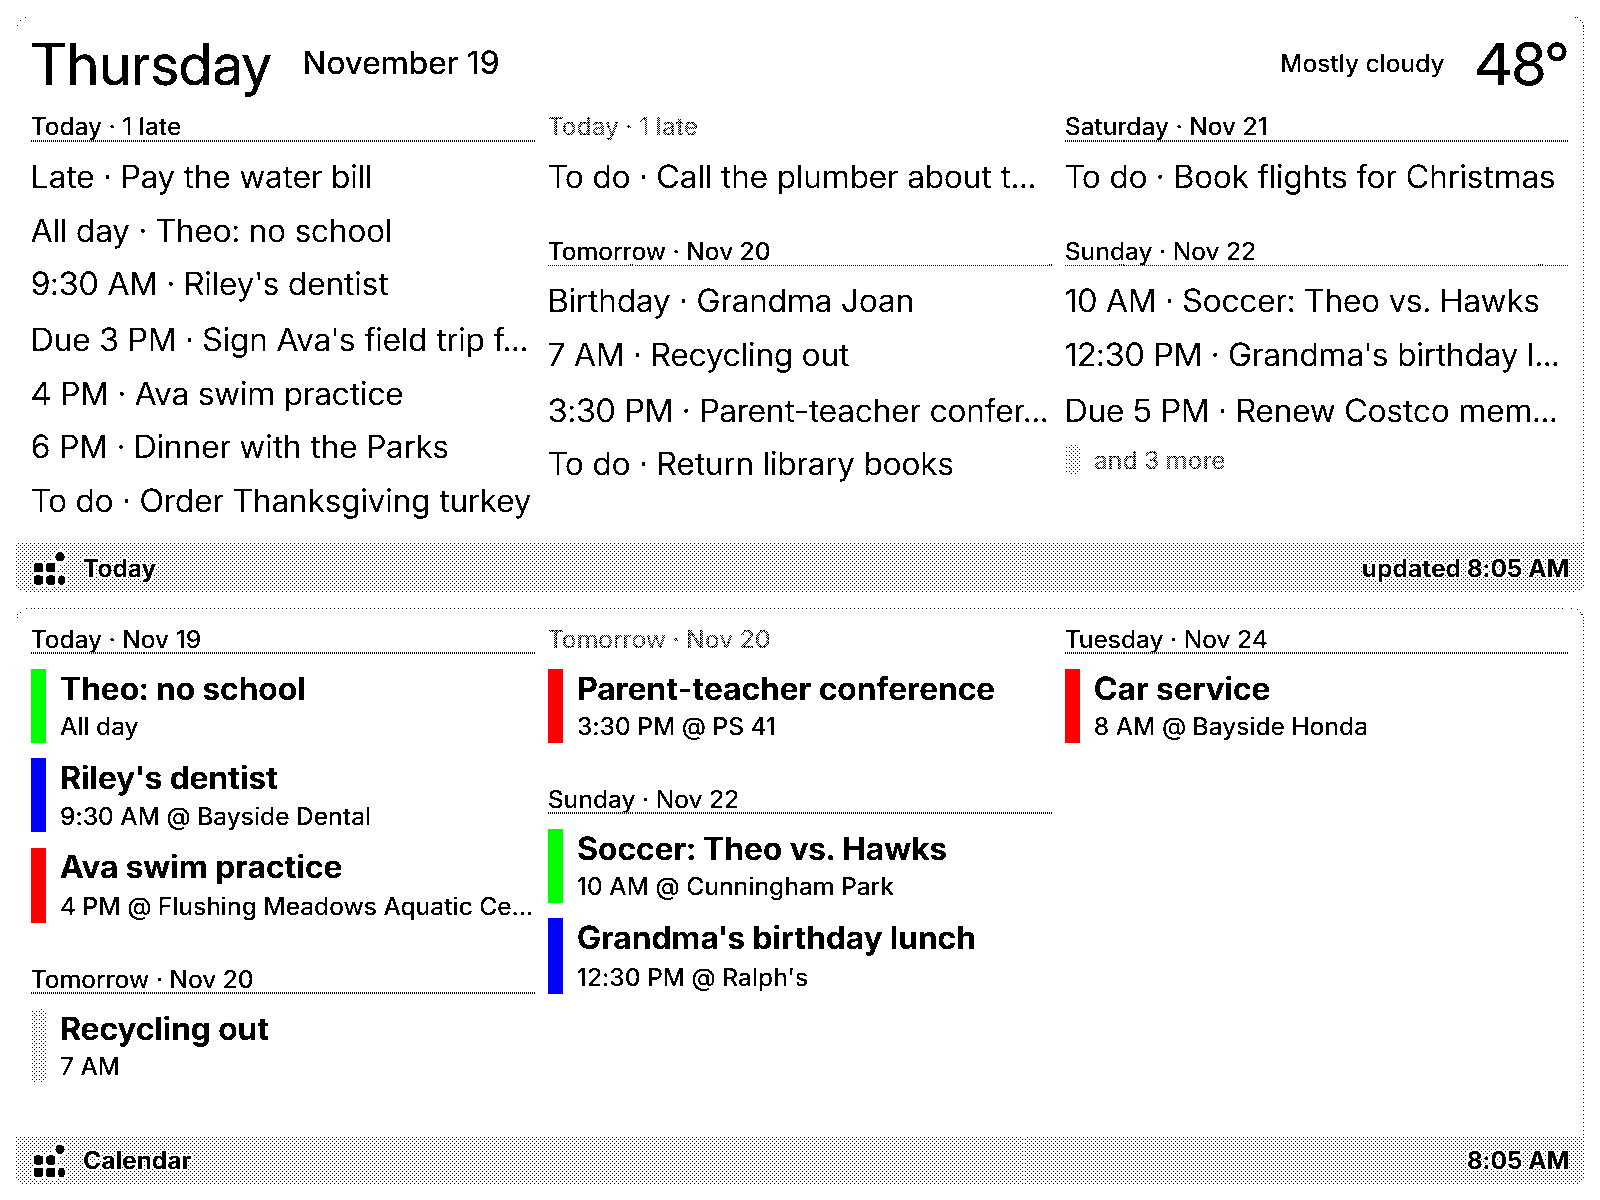 Thursday November 19
Mostly cloudy 48°
Today · 1 late
Late · Pay the water bill
All day · Theo: no school
9:30 AM · Riley's dentist
Due 3 PM · Sign Ava's field trip f...
4 PM · Ava swim practice
6 PM · Dinner with the Parks
To do · Order Thanksgiving turkey
Today · 1 late
To do · Call the plumber about t...
Tomorrow · Nov 20
Birthday · Grandma Joan
7 AM · Recycling out
3:30 PM · Parent-teacher confer...
To do · Return library books
Saturday · Nov 21
To do · Book flights for Christmas
Sunday · Nov 22
10 AM · Soccer: Theo vs. Hawks
12:30 PM · Grandma's birthday l...
Due 5 PM · Renew Costco mem...
and 3 more
Today
updated 8:05 AM
Today · Nov 19
Theo: no school
All day
Riley's dentist
9:30 AM @ Bayside Dental
Ava swim practice
4 PM @ Flushing Meadows Aquatic Ce...
Tomorrow · Nov 20
Recycling out
7 AM
Tomorrow · Nov 20
Parent-teacher conference
3:30 PM @ PS 41
Sunday · Nov 22
Soccer: Theo vs. Hawks
10 AM @ Cunningham Park
Grandma's birthday lunch
12:30 PM @ Ralph's
Tuesday · Nov 24
Car service
8 AM @ Bayside Honda
Calendar
8:05 AM